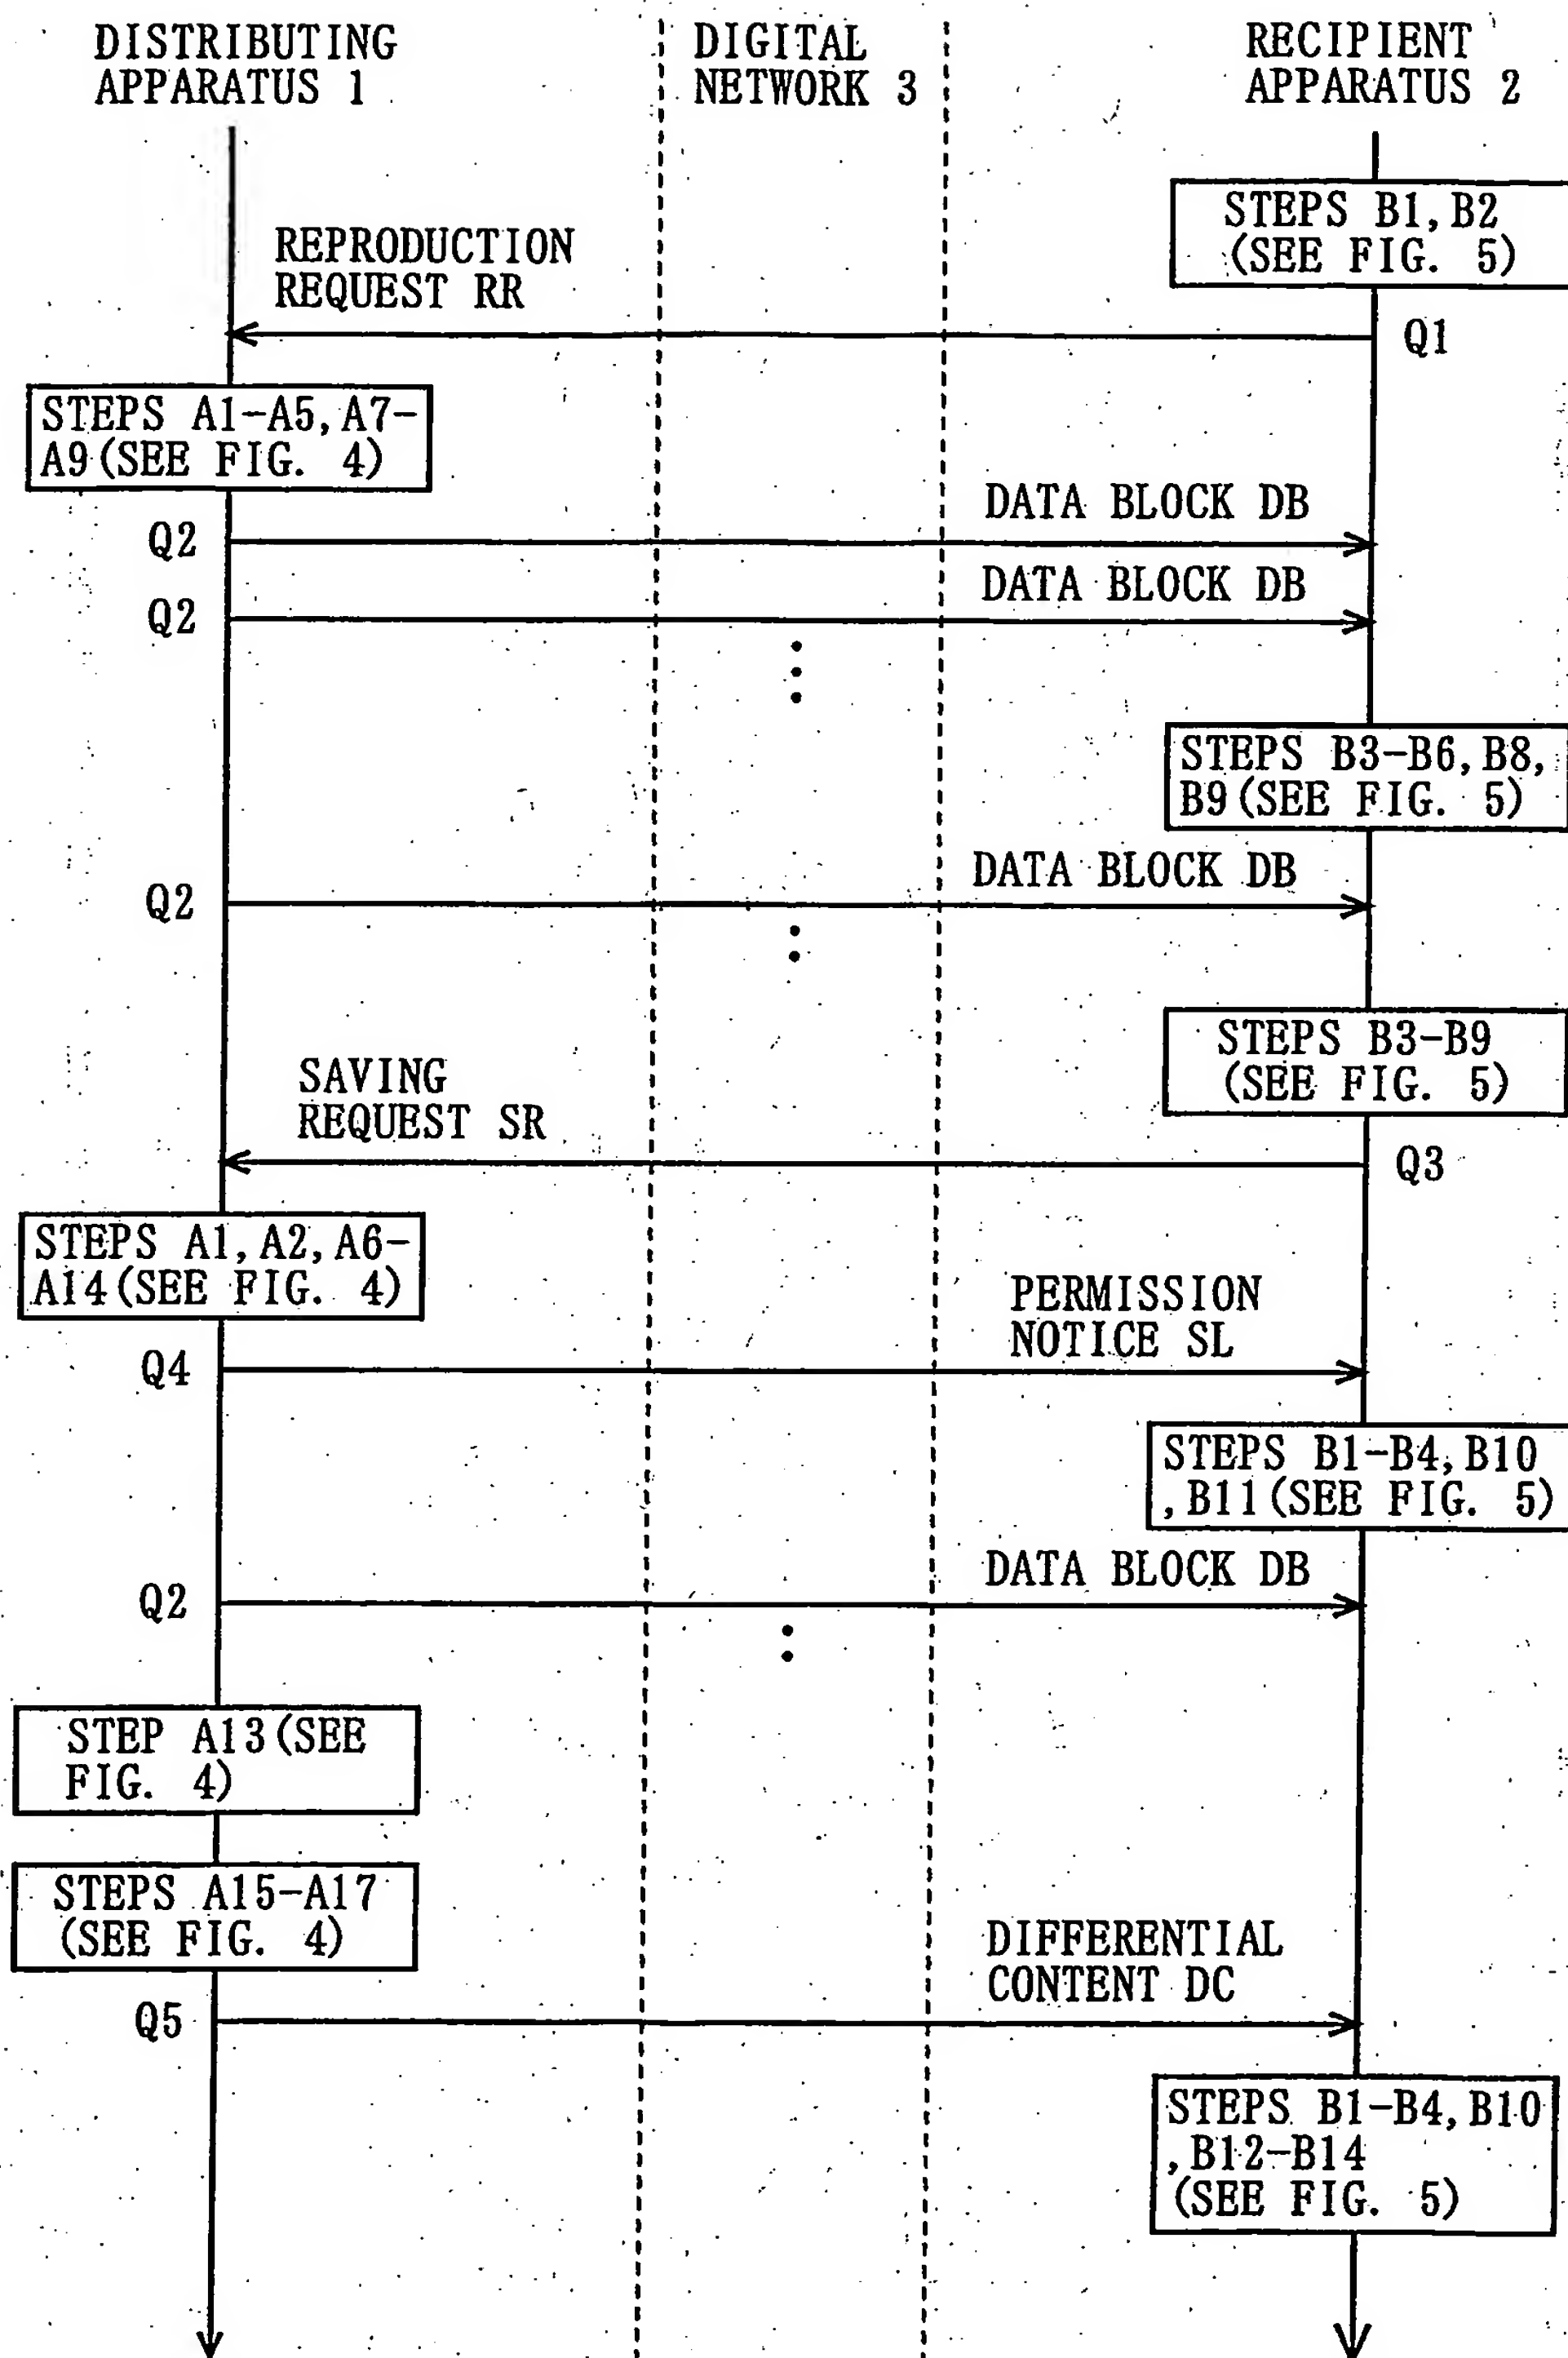 DISTRIBUTING
APPARATUS 1
DIGITAL
NETWORK 3
RECIPIENT
APPARATUS 2
STEPS B1, B2
(SEE FIG. 5)
REPRODUCTION
REQUEST RR
Q1
STEPS A1-A5, A7-
A9(SEE FIG. 4)
DATA BLOCK DB
Q2
DATA BLOCK DB
Q2
STEPS B3-B6, B8,
B9(SEE FIG. 5)
DATA BLOCK DB
Q2
STEPS B3-B9
(SEE FIG. 5)
SAVING
REQUEST SR
Q3
STEPS A1, A2, A6-
A14(SEE FIG. 4)
PERMISSION
NOTICE SL
Q4
STEPS B1-B4, B10
, B11(SEE FIG. 5)
DATA BLOCK DB
Q2
STEP A13(SEE
FIG. 4)
STEPS A15-A17
(SEE FIG. 4)
DIFFERENTIAL
CONTENT DC
Q5
STEPS B1-B4, B10
, B12-B14
(SEE FIG. 5)